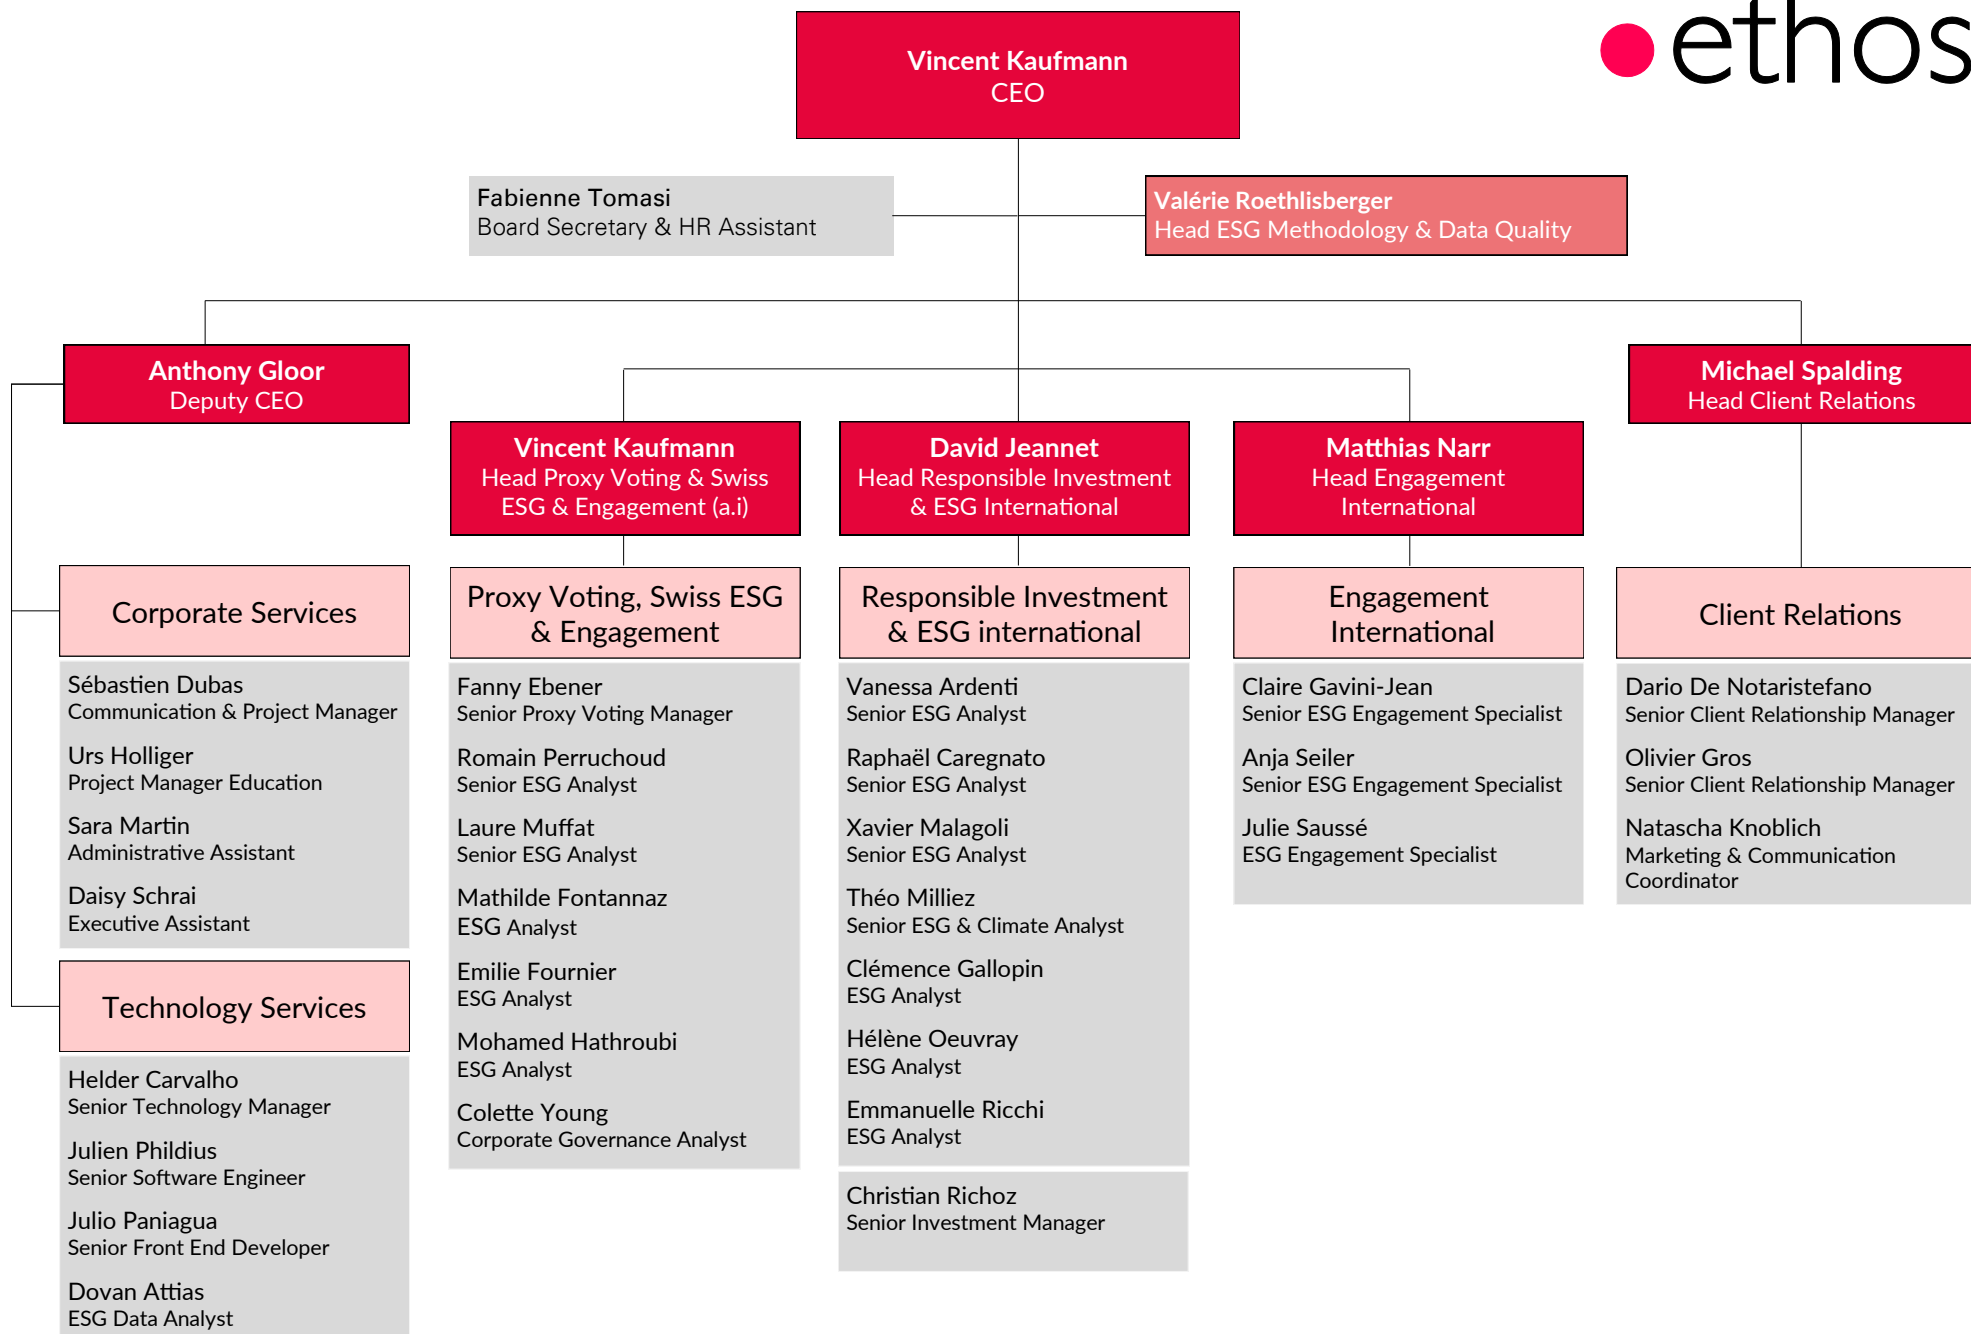 ethos
Vincent Kaufmann
CEO
Fabienne Tomasi
Board Secretary & HR Assistant
Valérie Roethlisberger
Head ESG Methodology & Data Quality
Anthony Gloor
Deputy CEO
Michael Spalding
Head Client Relations
Vincent Kaufmann
Head Proxy Voting & Swiss
ESG & Engagement (a.i)
David Jeannet
Head Responsible Investment
& ESG International
Matthias Narr
Head Engagement
International
Corporate Services
Sébastien Dubas
Communication & Project Manager
Urs Holliger
Project Manager Education
Sara Martin
Administrative Assistant
Daisy Schrai
Executive Assistant
Technology Services
Helder Carvalho
Senior Technology Manager
Julien Phildius
Senior Software Engineer
Julio Paniagua
Senior Front End Developer
Dovan Attias
ESG Data Analyst
Proxy Voting, Swiss ESG
& Engagement
Fanny Ebener
Senior Proxy Voting Manager
Romain Perruchoud
Senior ESG Analyst
Laure Muffat
Senior ESG Analyst
Mathilde Fontannaz
ESG Analyst
Emilie Fournier
ESG Analyst
Mohamed Hathroubi
ESG Analyst
Colette Young
Corporate Governance Analyst
Responsible Investment
& ESG international
Vanessa Ardenti
Senior ESG Analyst
Raphaël Caregnato
Senior ESG Analyst
Xavier Malagoli
Senior ESG Analyst
Théo Milliez
Senior ESG & Climate Analyst
Clémence Gallopin
ESG Analyst
Hélène Oeuvray
ESG Analyst
Emmanuelle Ricchi
ESG Analyst
Christian Richoz
Senior Investment Manager
Engagement
International
Claire Gavini-Jean
Senior ESG Engagement Specialist
Anja Seiler
Senior ESG Engagement Specialist
Julie Saussé
ESG Engagement Specialist
Client Relations
Dario De Notaristefano
Senior Client Relationship Manager
Olivier Gros
Senior Client Relationship Manager
Natascha Knoblich
Marketing & Communication
Coordinator